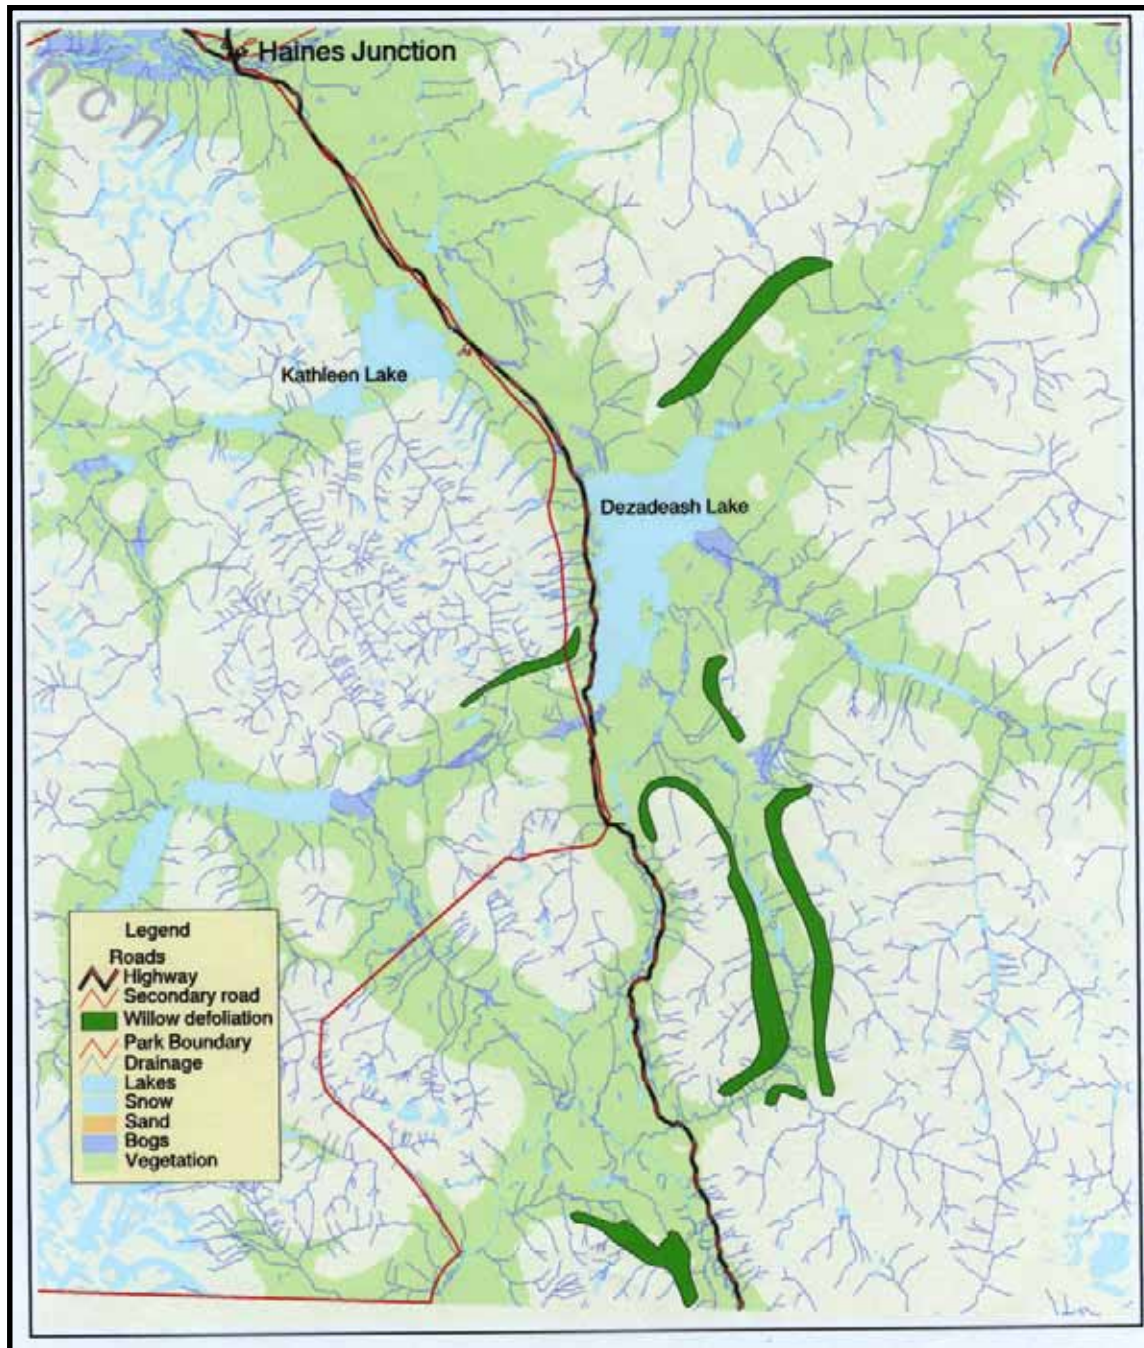 Haines Junction
Kathleen Lake
Dezadeash Lake
Legend
Roads
Highway
Secondary road
Willow defoliation
Park Boundary
Drainage
Lakes
Snow
Sand
Bogs
Vegetation